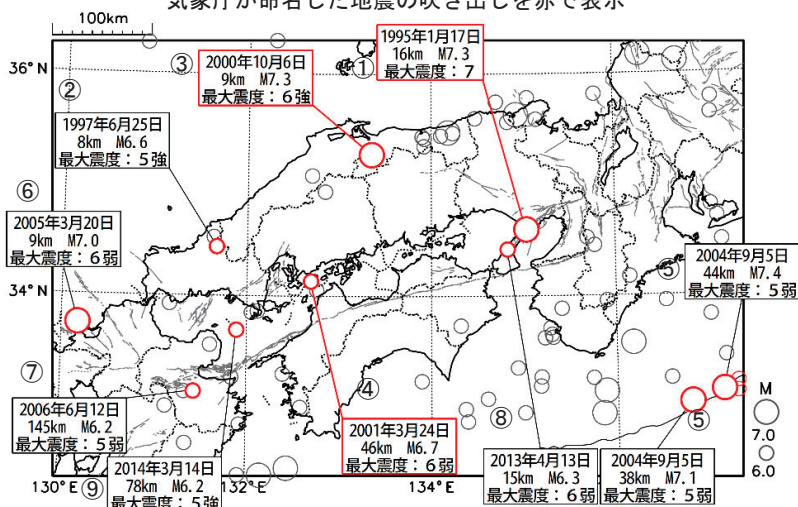 気象庁が命名した地震の吹き出しを赤で表示
100km
36°N
34°N
130°E
132°E
134°E
①
1995年1月17日
16km M7.3
最大震度：7
②
1997年6月25日
8km M6.6
最大震度：5強
③
2000年10月6日
9km M7.3
最大震度：6強
④
2001年3月24日
46km M6.7
最大震度：6弱
⑤
2004年9月5日
44km M7.4
最大震度：5弱
⑤
2004年9月5日
38km M7.1
最大震度：5弱
⑥
2005年3月20日
9km M7.0
最大震度：6弱
⑦
2006年6月12日
145km M6.2
最大震度：5弱
⑧
2013年4月13日
15km M6.3
最大震度：6弱
⑨
2014年3月14日
78km M6.2
最大震度：5強
M
7.0
6.0